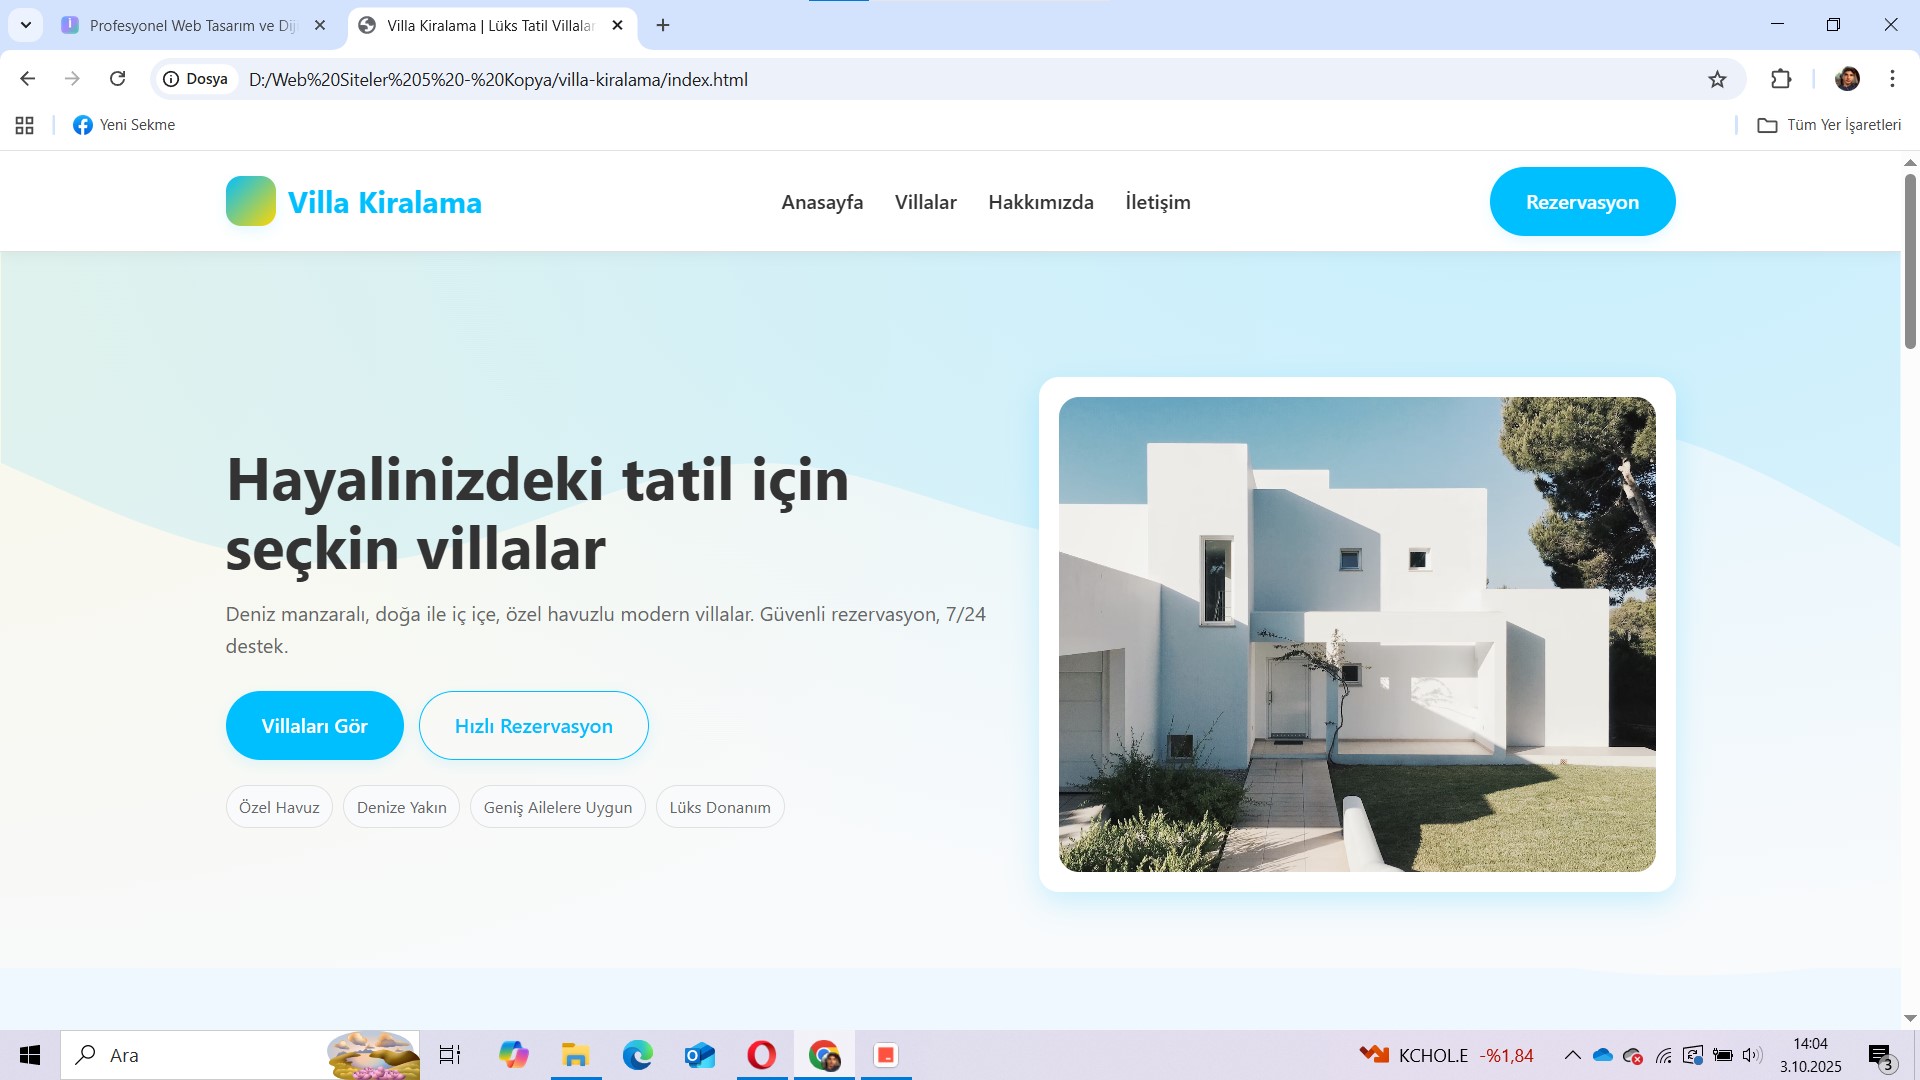 Profesyonel Web Tasarım ve Dij
Villa Kiralama | Lüks Tatil Villalar
Dosya
D:/Web%20Siteler%205%20-%20Kopya/villa-kiralama/index.html
Yeni Sekme
Tüm Yer İşaretleri
Villa Kiralama
Anasayfa
Villalar
Hakkımızda
İletişim
Rezervasyon
Hayalinizdeki tatil için
seçkin villalar
Deniz manzaralı, doğa ile iç içe, özel havuzlu modern villalar. Güvenli rezervasyon, 7/24
destek.
Villaları Gör
Hızlı Rezervasyon
Özel Havuz
Denize Yakın
Geniş Ailelere Uygun
Lüks Donanım
Ara
KCHOL.E -%1,84
14:04
3.10.2025
3